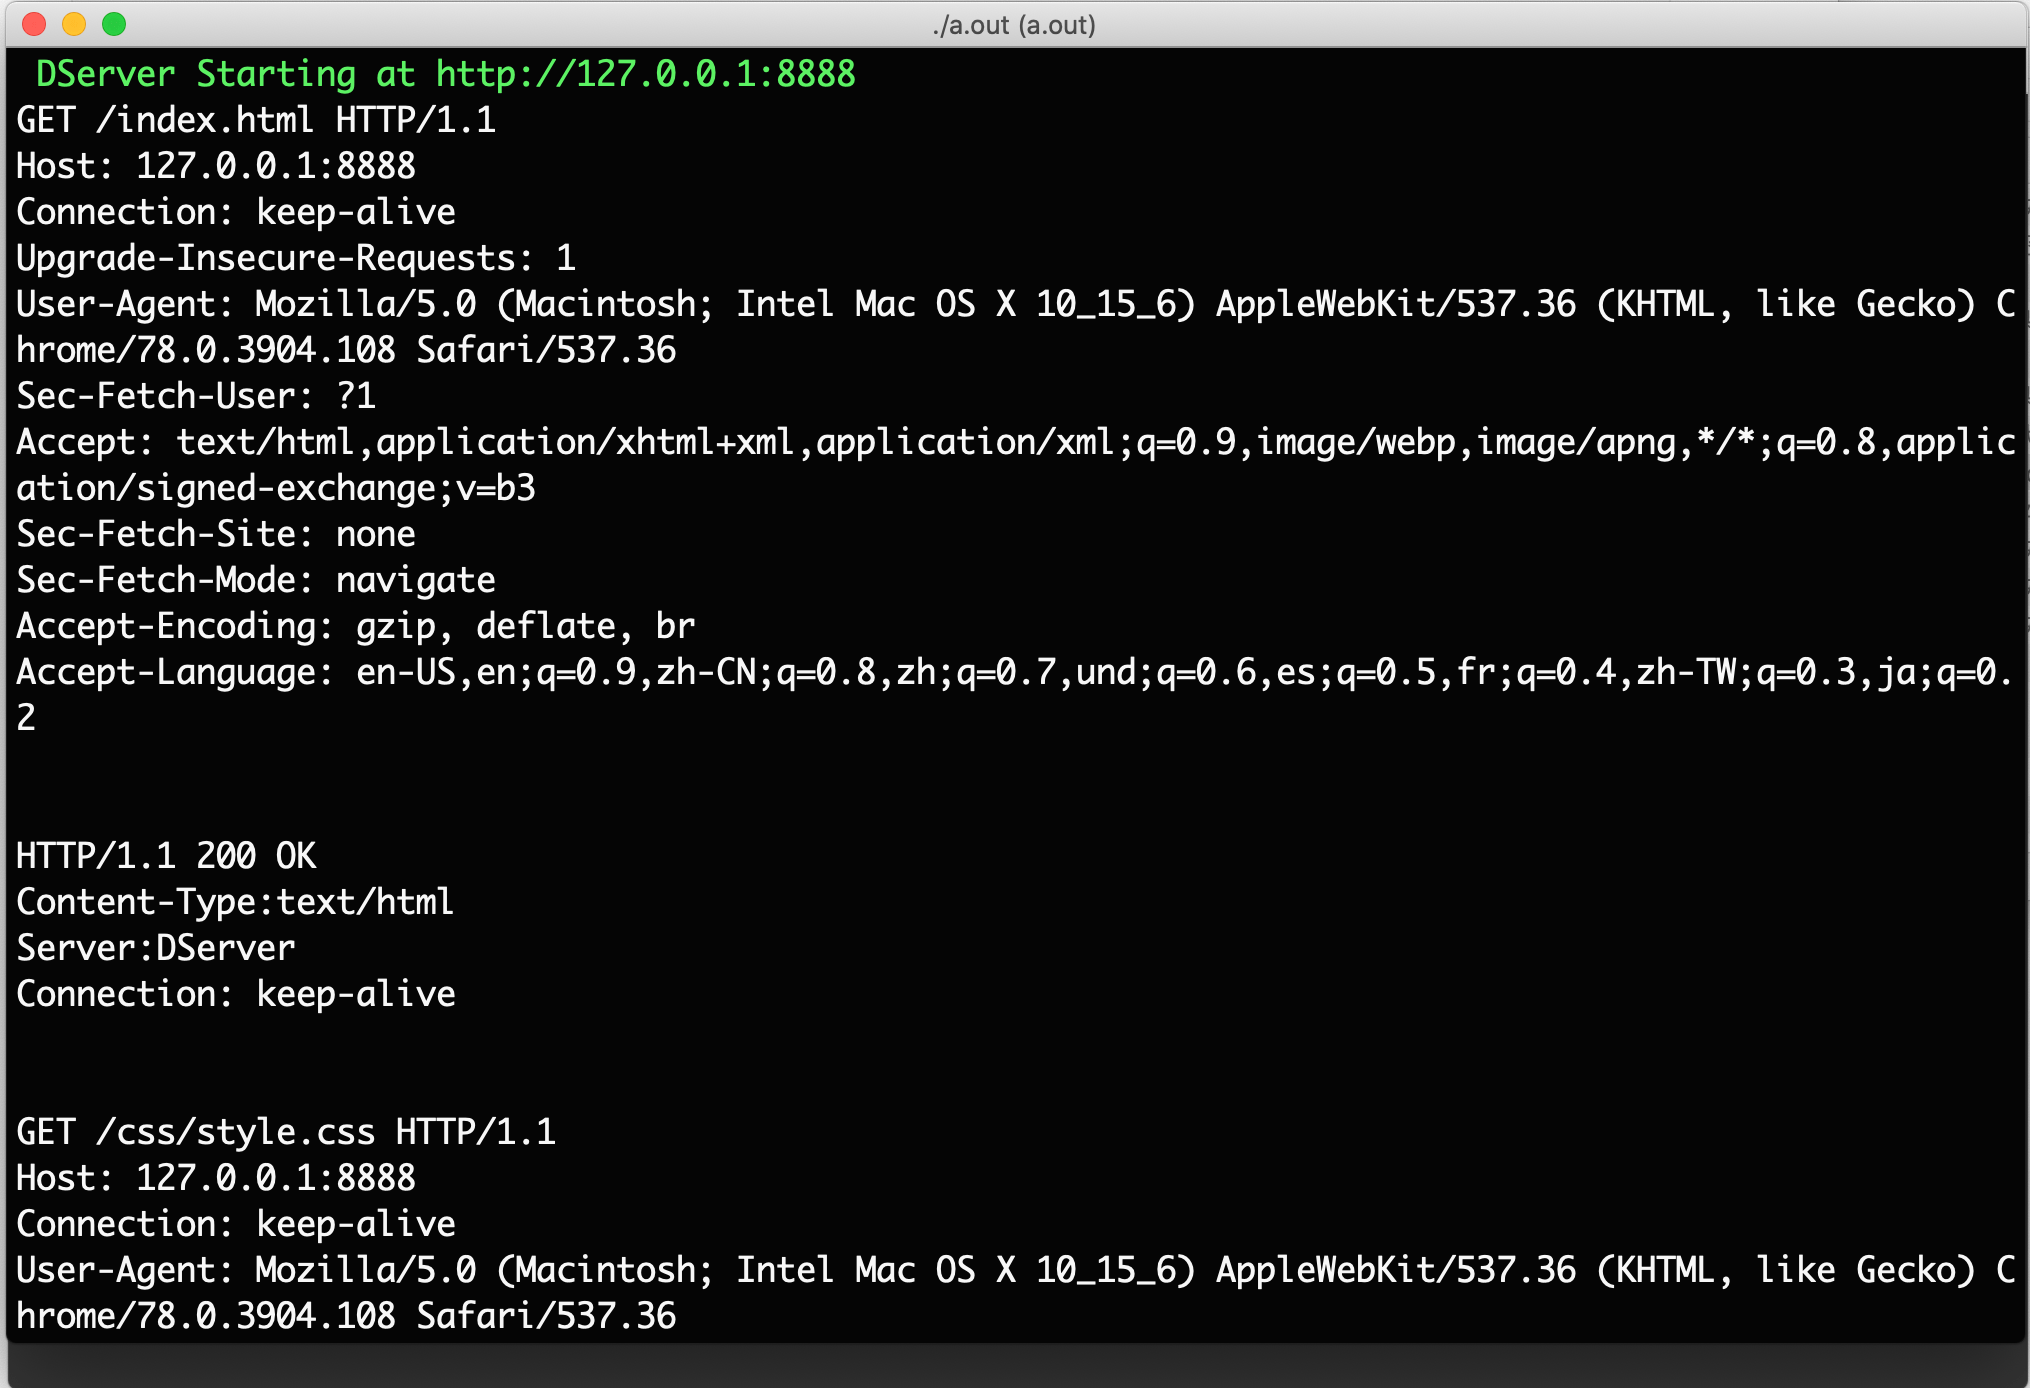 ./a.out (a.out)
DServer Starting at http://127.0.0.1:8888
GET /index.html HTTP/1.1
Host: 127.0.0.1:8888
Connection: keep-alive
Upgrade-Insecure-Requests: 1
User-Agent: Mozilla/5.0 (Macintosh; Intel Mac OS X 10_15_6) AppleWebKit/537.36 (KHTML, like Gecko) C
hrome/78.0.3904.108 Safari/537.36
Sec-Fetch-User: ?1
Accept: text/html,application/xhtml+xml,application/xml;q=0.9,image/webp,image/apng,*/*;q=0.8,applic
ation/signed-exchange;v=b3
Sec-Fetch-Site: none
Sec-Fetch-Mode: navigate
Accept-Encoding: gzip, deflate, br
Accept-Language: en-US,en;q=0.9,zh-CN;q=0.8,zh;q=0.7,und;q=0.6,es;q=0.5,fr;q=0.4,zh-TW;q=0.3,ja;q=0.
2
HTTP/1.1 200 OK
Content-Type:text/html
Server:DServer
Connection: keep-alive
GET /css/style.css HTTP/1.1
Host: 127.0.0.1:8888
Connection: keep-alive
User-Agent: Mozilla/5.0 (Macintosh; Intel Mac OS X 10_15_6) AppleWebKit/537.36 (KHTML, like Gecko) C
hrome/78.0.3904.108 Safari/537.36